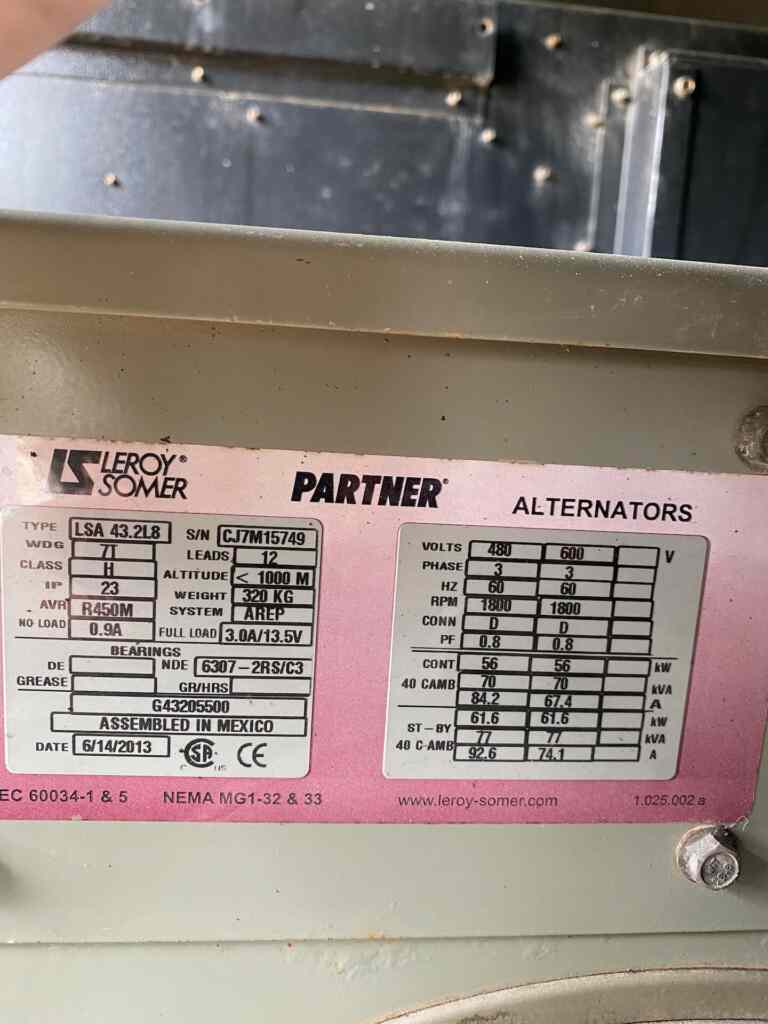 LS LEROY® SOMER PARTNER® ALTERNATORS
TYPE LSA 43.2L8 S/N CJ7M15749
WDG 7T LEADS 12
CLASS H ALTITUDE < 1000 M
IP 23 WEIGHT 320 KG
AVR R450M SYSTEM AREP
NO LOAD 0.9A FULL LOAD 3.0A/13.5V
BEARINGS
DE NDE 6307-2RS/C3
GREASE GR/HRS
G43205500
ASSEMBLED IN MEXICO
DATE 6/14/2013 C SA US CE
VOLTS 480 600 V
PHASE 3 3
HZ 60 60
RPM 1800 1800
CONN D D
PF 0.8 0.8
CONT 56 56 kW
40 CAMB 70 70 kVA
84.2 67.4 A
61.6 61.6 kW
ST-BY 77 77 kVA
40 C AMB 92.6 74.1 A
EC 60034-1 & 5 NEMA MG1-32 & 33 www.leroy-somer.com 1.025.002 a